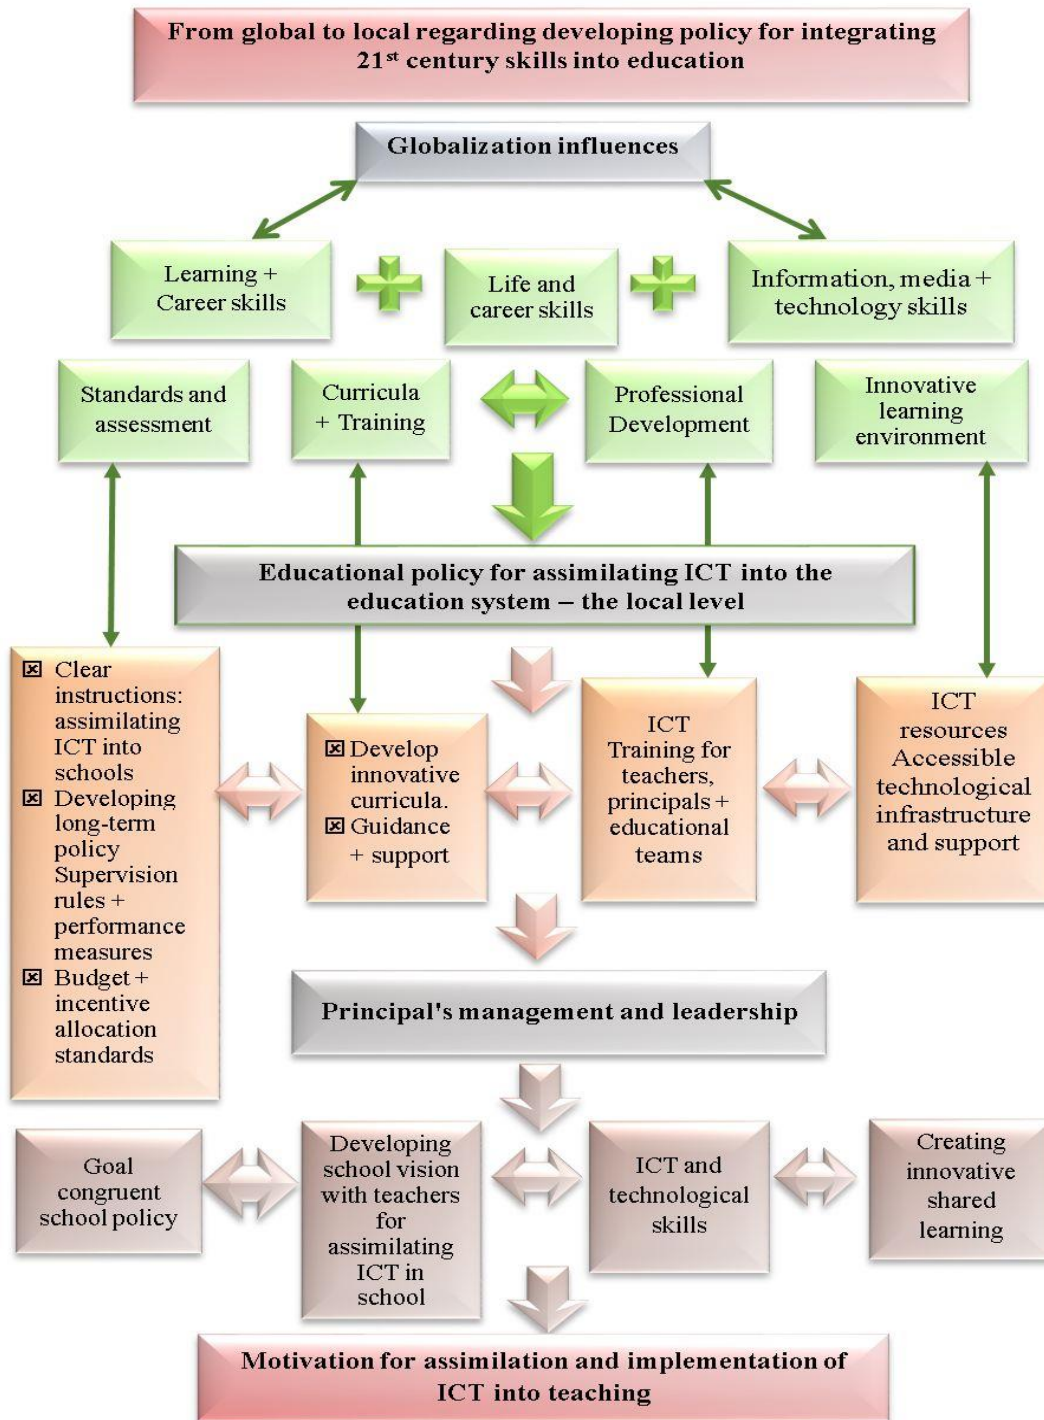 From global to local regarding developing policy for integrating
21st century skills into education
Globalization influences
Learning +
Career skills
Life and
career skills
Information, media +
technology skills
Standards and
assessment
Curricula
+ Training
Professional
Development
Innovative
learning
environment
Educational policy for assimilating ICT into the
education system – the local level
Clear
instructions:
assimilating
ICT into
schools
Developing
long-term
policy
Supervision
rules +
performance
measures
Budget +
incentive
allocation
standards
Develop
innovative
curricula.
Guidance
+ support
ICT
Training for
teachers,
principals +
educational
teams
ICT
resources
Accessible
technological
infrastructure
and support
Principal's management and leadership
Goal
congruent
school policy
Developing
school vision
with teachers
for
assimilating
ICT in
school
ICT and
technological
skills
Creating
innovative
shared
learning
Motivation for assimilation and implementation of
ICT into teaching